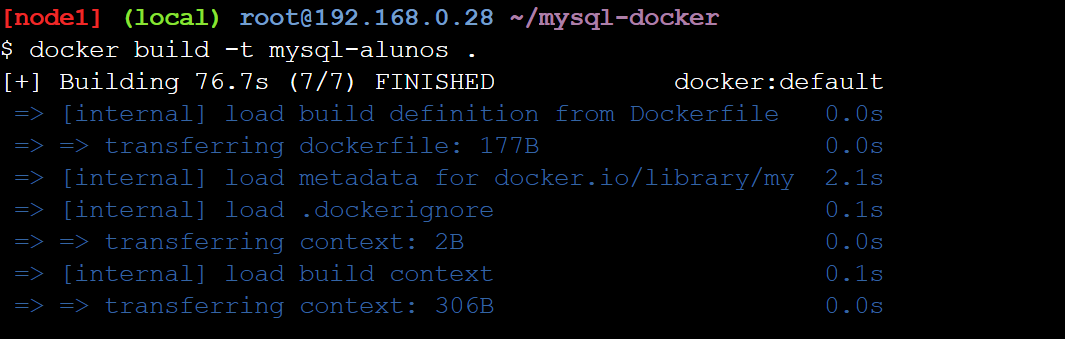 [node1] (local) root@192.168.0.28 ~/mysql-docker
$ docker build -t mysql-alunos .
[+] Building 76.7s (7/7) FINISHED docker:default
=> [internal] load build definition from Dockerfile 0.0s
=> => transferring dockerfile: 177B 0.0s
=> [internal] load metadata for docker.io/library/my 2.1s
=> [internal] load .dockerignore 0.1s
=> => transferring context: 2B 0.0s
=> [internal] load build context 0.1s
=> => transferring context: 306B 0.0s